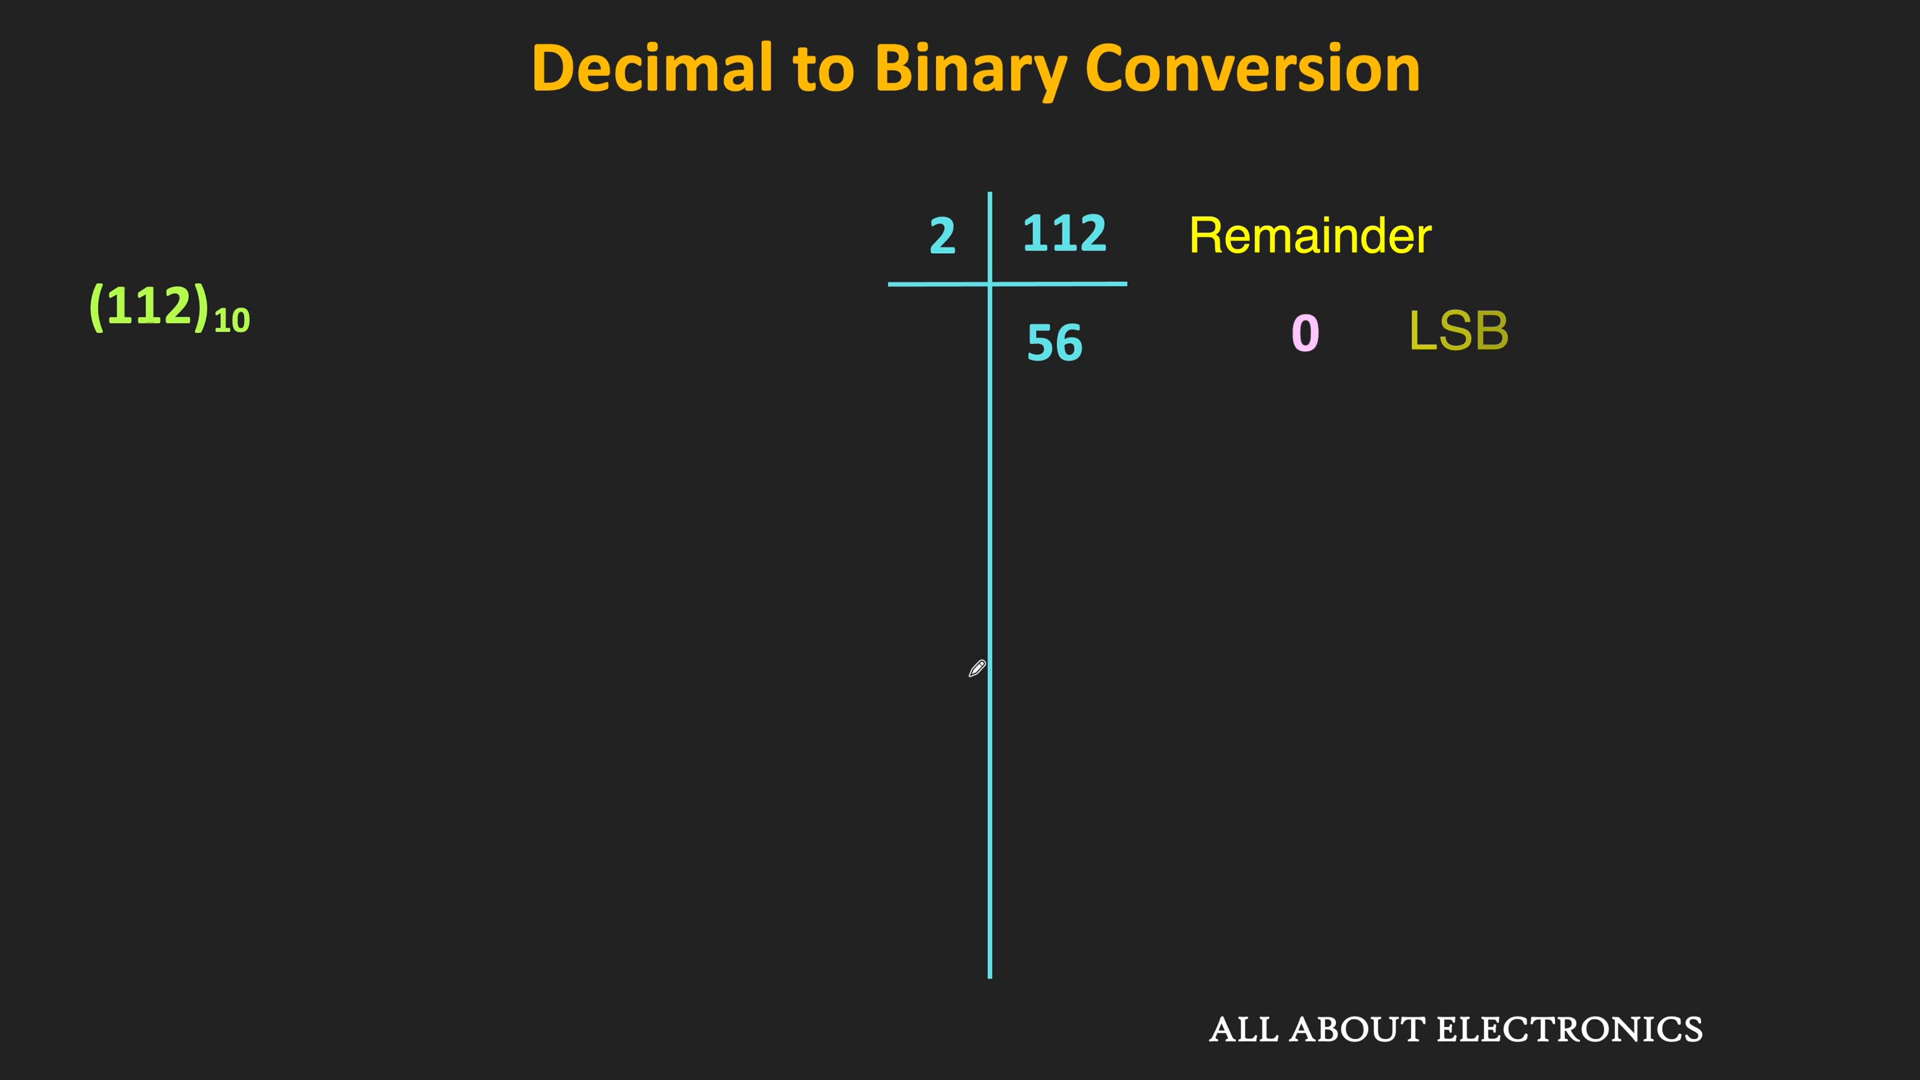 Decimal to Binary Conversion
2 112 Remainder
(112)10
56 0 LSB
ALL ABOUT ELECTRONICS